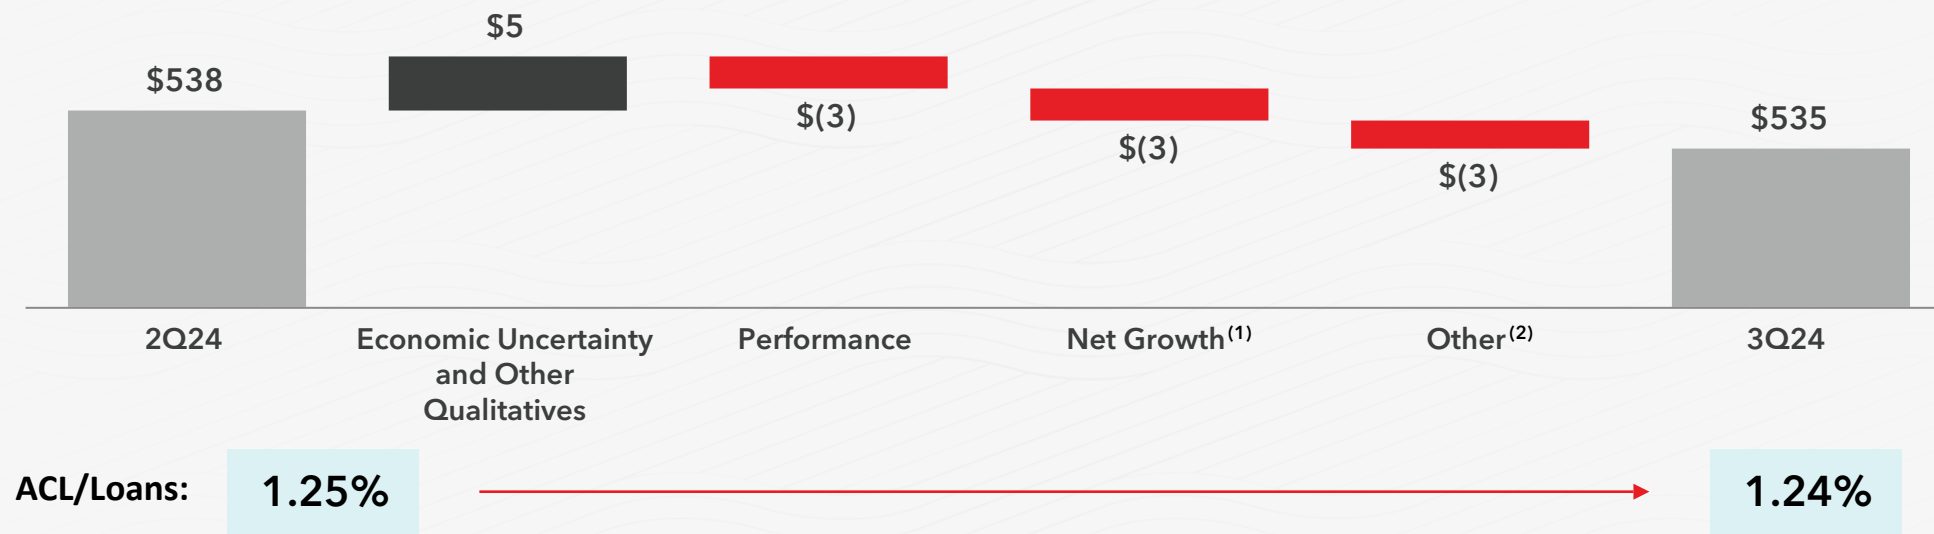 $5
$538
$(3)
$(3)
$(3)
$535
2Q24
Economic Uncertainty
and Other
Qualitatives
Performance
Net Growth(1)
Other(2)
3Q24
ACL/Loans:
1.25%
1.24%